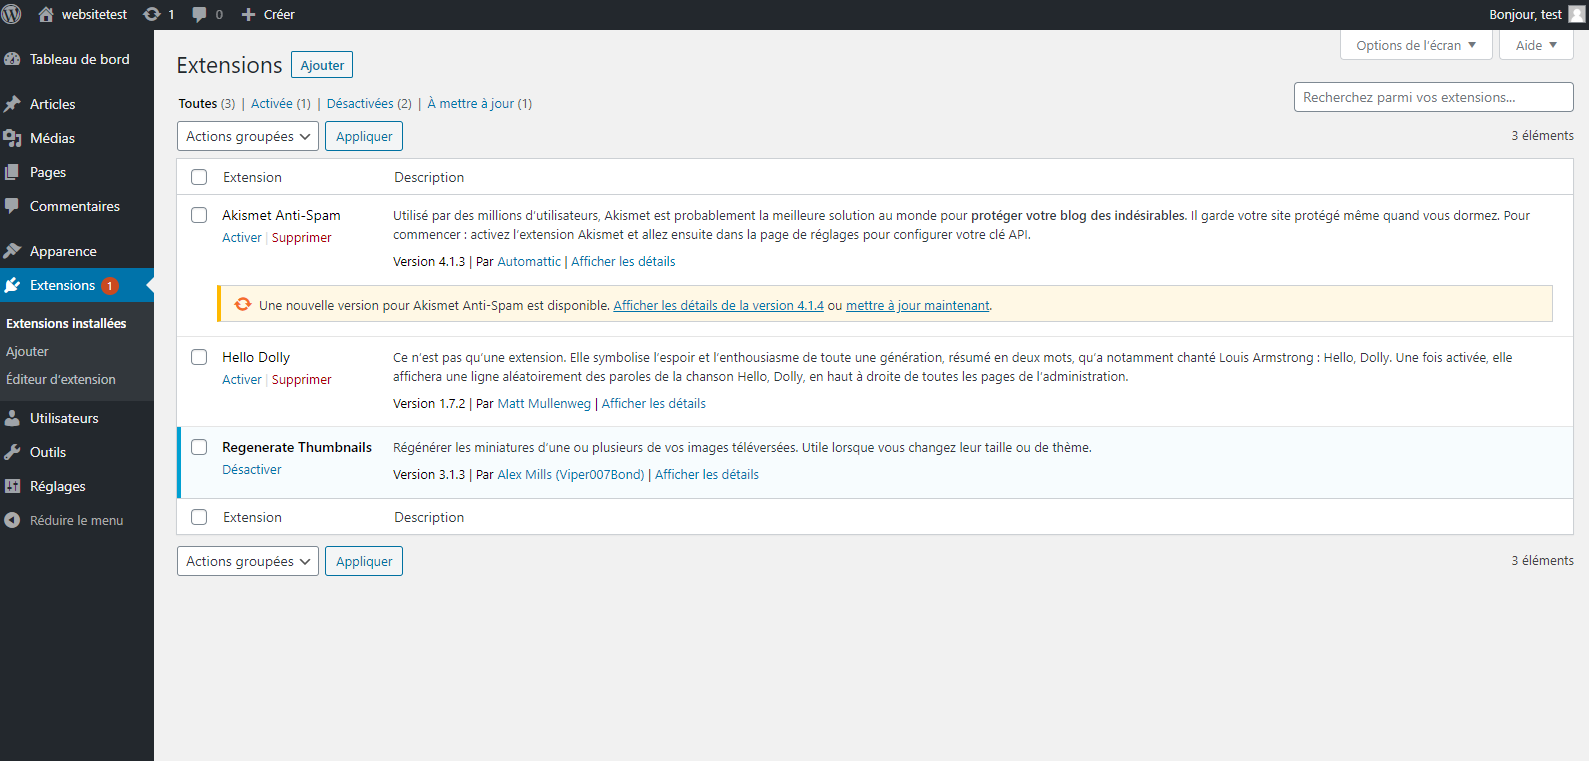 websitetest 1 0 Créer Bonjour, test
Tableau de bord
Articles
Médias
Pages
Commentaires
Apparence
Extensions 1
Extensions installées
Ajouter
Éditeur d’extension
Utilisateurs
Outils
Réglages
Réduire le menu
Options de l’écran ▼ Aide ▼
Extensions Ajouter
Toutes (3) | Activée (1) | Désactivées (2) | À mettre à jour (1)
Recherchez parmi vos extensions...
Actions groupées Appliquer 3 éléments
Extension Description
Akismet Anti-Spam
Activer | Supprimer
Utilisé par des millions d’utilisateurs, Akismet est probablement la meilleure solution au monde pour protéger votre blog des indésirables. Il garde votre site protégé même quand vous dormez. Pour
commencer : activez l’extension Akismet et allez ensuite dans la page de réglages pour configurer votre clé API.
Version 4.1.3 | Par Automattic | Afficher les détails
Une nouvelle version pour Akismet Anti-Spam est disponible. Afficher les détails de la version 4.1.4 ou mettre à jour maintenant.
Hello Dolly
Activer | Supprimer
Ce n’est pas qu’une extension. Elle symbolise l’espoir et l’enthousiasme de toute une génération, résumé en deux mots, qu’a notamment chanté Louis Armstrong : Hello, Dolly. Une fois activée, elle
affichera une ligne aléatoirement des paroles de la chanson Hello, Dolly, en haut à droite de toutes les pages de l’administration.
Version 1.7.2 | Par Matt Mullenweg | Afficher les détails
Regenerate Thumbnails
Désactiver
Régénérer les miniatures d’une ou plusieurs de vos images téléversées. Utile lorsque vous changez leur taille ou de thème.
Version 3.1.3 | Par Alex Mills (Viper007Bond) | Afficher les détails
Extension Description
Actions groupées Appliquer 3 éléments